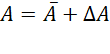 A = Ā + ΔA